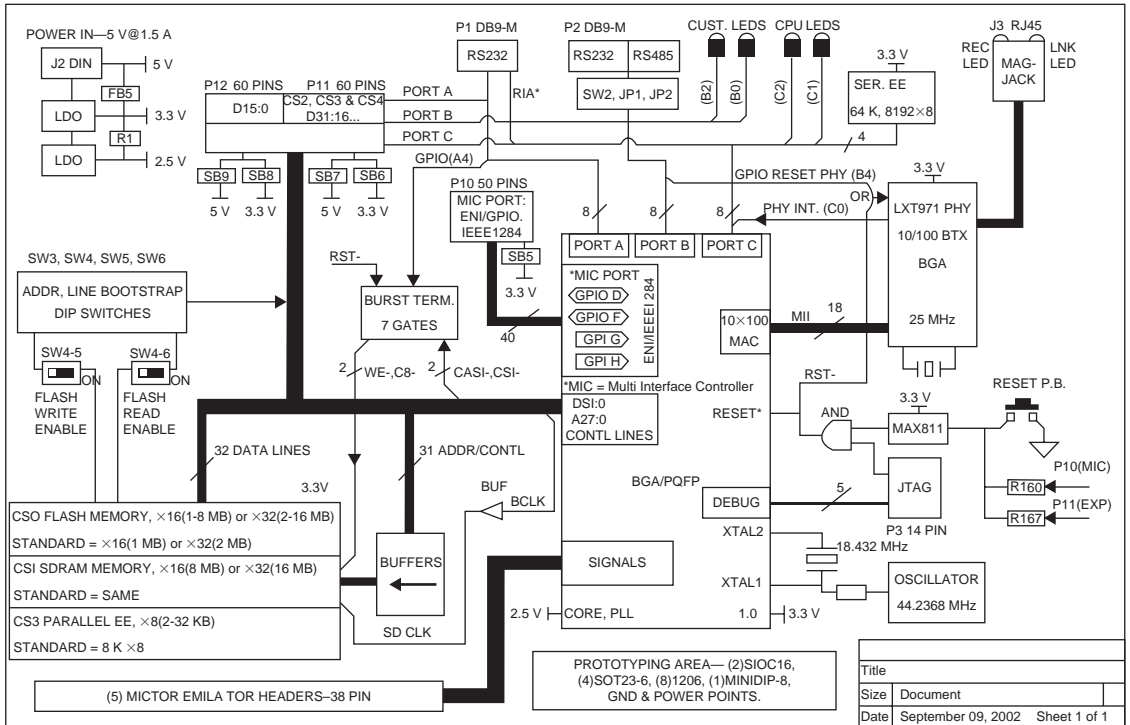 POWER IN—5 V@1.5 A
J2 DIN
5 V
FB5
LDO
3.3 V
R1
LDO
2.5 V
P12 60 PINS
P11 60 PINS
D15:0
CS2, CS3 & CS4
D31:16...
PORT A
PORT B
PORT C
SB9
SB8
SB7
SB6
5 V
3.3 V
5 V
3.3 V
P1 DB9-M
RS232
RIA*
P2 DB9-M
RS232
RS485
SW2, JP1, JP2
CUST. LEDS
CPU LEDS
(B2)
(B0)
(C2)
(C1)
3.3 V
SER. EE
64 K, 8192×8
4
J3 RJ45
REC
LED
LNK
LED
MAG-
JACK
GPIO(A4)
P10 50 PINS
MIC PORT:
ENI/GPIO.
IEEE1284
SB5
3.3 V
40
8
8
8
GPIO RESET PHY (B4)
OR
PHY INT. (C0)
3.3 V
LXT971 PHY
10/100 BTX
BGA
25 MHz
PORT A
PORT B
PORT C
*MIC PORT
GPIO D
GPIO F
GPI G
GPI H
ENI/IEEEI 284
10×100
MAC
MII
18
SW3, SW4, SW5, SW6
ADDR, LINE BOOTSTRAP
DIP SWITCHES
SW4-5
ON
FLASH
WRITE
ENABLE
SW4-6
ON
FLASH
READ
ENABLE
RST-
BURST TERM.
7 GATES
2
WE-,C8-
2
CASI-,CSI-
*MIC = Multi Interface Controller
DSI:0
A27:0
CONTL LINES
RESET*
RST-
AND
3.3 V
MAX811
RESET P.B.
P10(MIC)
R160
P11(EXP)
R167
JTAG
P3 14 PIN
BGA/PQFP
DEBUG
5
32 DATA LINES
31 ADDR/CONTL
3.3V
BUF
BCLK
CSO FLASH MEMORY, ×16(1-8 MB) or ×32(2-16 MB)
STANDARD = ×16(1 MB) or ×32(2 MB)
CSI SDRAM MEMORY, ×16(8 MB) or ×32(16 MB)
STANDARD = SAME
CS3 PARALLEL EE, ×8(2-32 KB)
STANDARD = 8 K ×8
BUFFERS
SD CLK
SIGNALS
XTAL2
18.432 MHz
XTAL1
OSCILLATOR
44.2368 MHz
2.5 V
CORE, PLL
1.0
3.3 V
(5) MICTOR EMILA TOR HEADERS–38 PIN
PROTOTYPING AREA— (2)SIOC16,
(4)SOT23-6, (8)1206, (1)MINIDIP-8,
GND & POWER POINTS.
Title
Size
Document
Date
September 09, 2002
Sheet 1 of 1